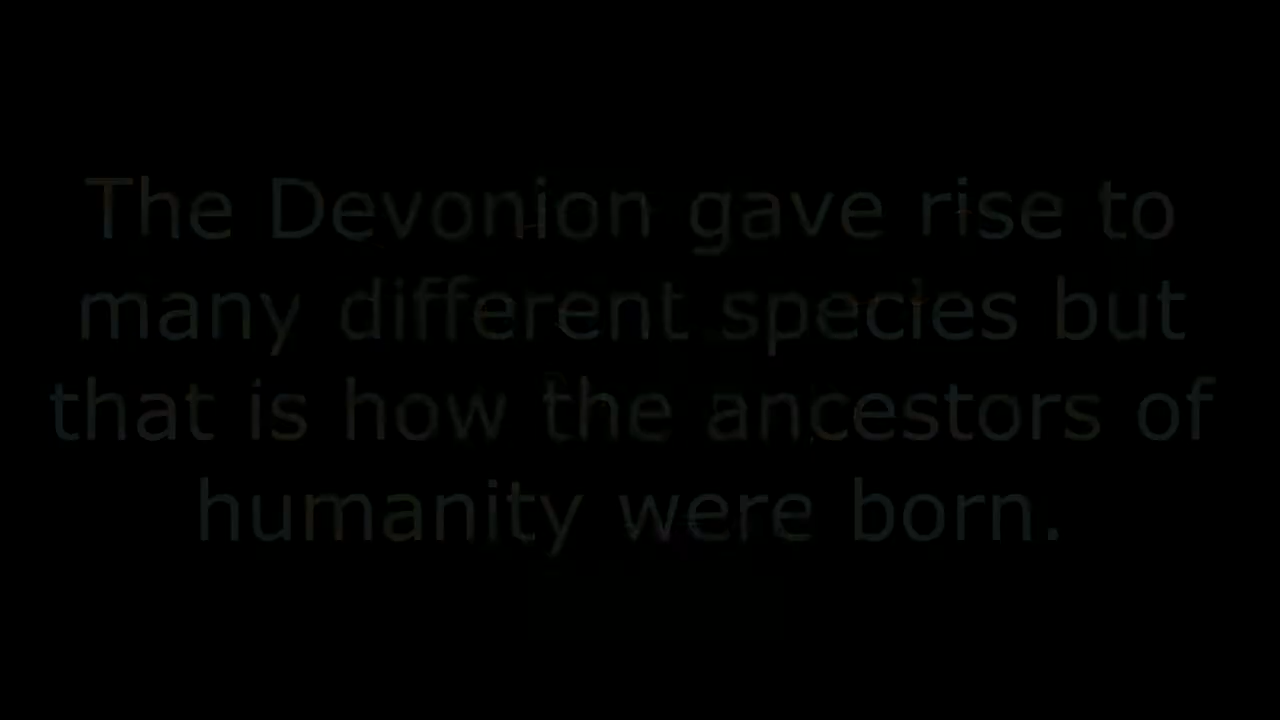 The Devonion gave rise to
many different species but
that is how the ancestors of
humanity were born.